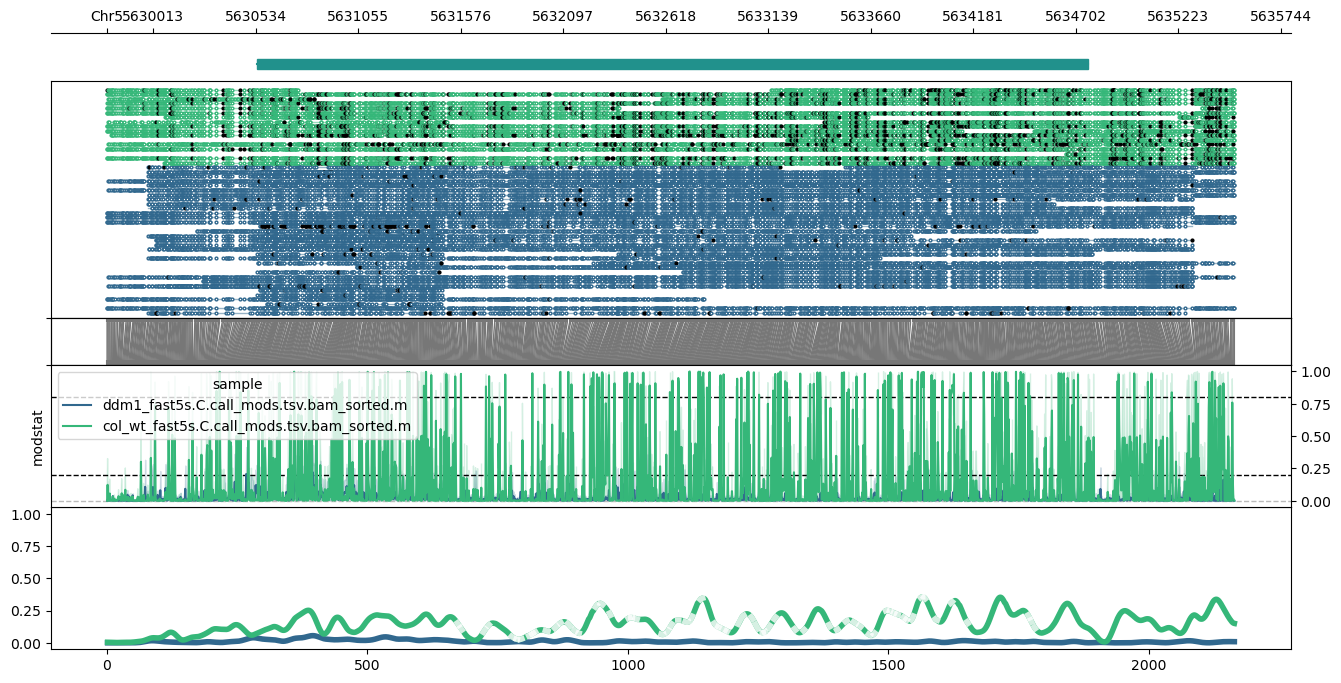 Chr55630013 5630534 5631055 5631576 5632097 5632618 5633139 5633660 5634181 5634702 5635223 5635744
sample
ddm1_fast5s.C.call_mods.tsv.bam_sorted.m
col_wt_fast5s.C.call_mods.tsv.bam_sorted.m
modstat
1.00
0.75
0.50
0.25
0.00
1.00
0.75
0.50
0.25
0.00
0 500 1000 1500 2000